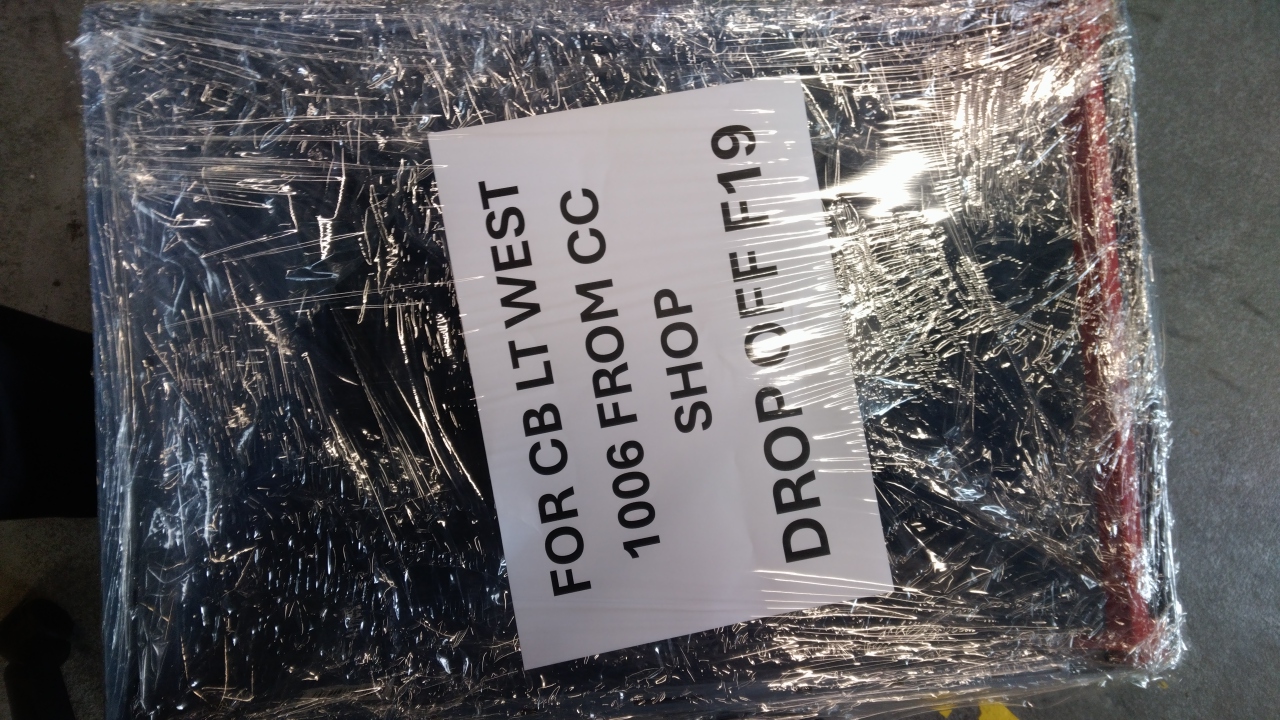 FOR CB LT WEST
1006 FROM CC
SHOP
DROP OFF F19